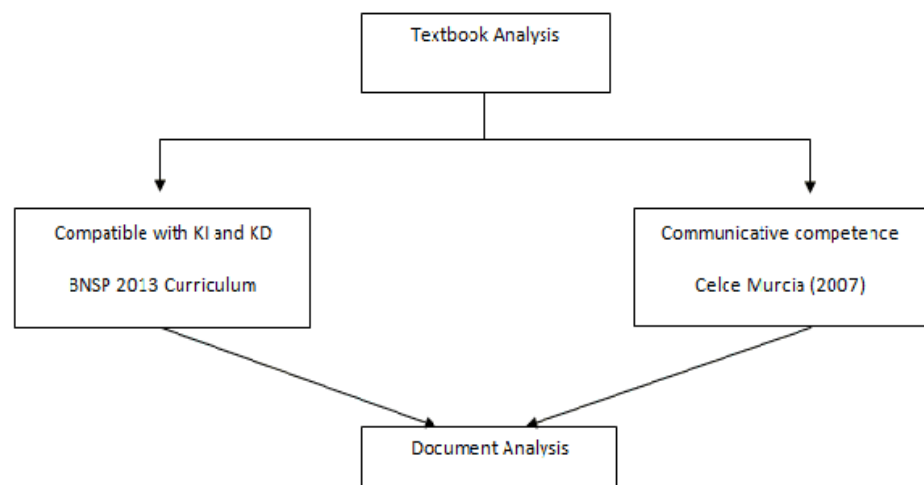 Textbook Analysis
Compatible with KI and KD
BNSP 2013 Curriculum
Communicative competence
Celce Murcia (2007)
Document Analysis